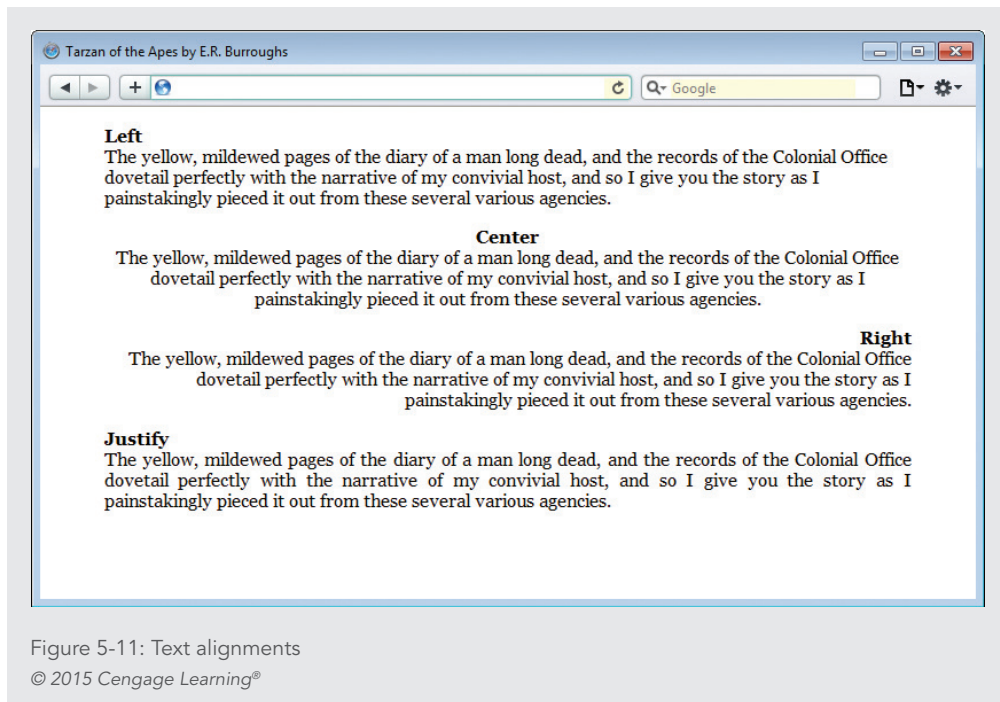 Tarzan of the Apes by E.R. Burroughs
Google
Left
The yellow, mildewed pages of the diary of a man long dead, and the records of the Colonial Office
dovetail perfectly with the narrative of my convivial host, and so I give you the story as I
painstakingly pieced it out from these several various agencies.
Center
The yellow, mildewed pages of the diary of a man long dead, and the records of the Colonial Office
dovetail perfectly with the narrative of my convivial host, and so I give you the story as I
painstakingly pieced it out from these several various agencies.
Right
The yellow, mildewed pages of the diary of a man long dead, and the records of the Colonial Office
dovetail perfectly with the narrative of my convivial host, and so I give you the story as I
painstakingly pieced it out from these several various agencies.
Justify
The yellow, mildewed pages of the diary of a man long dead, and the records of the Colonial Office
dovetail perfectly with the narrative of my convivial host, and so I give you the story as I
painstakingly pieced it out from these several various agencies.
Figure 5-11: Text alignments
© 2015 Cengage Learning®